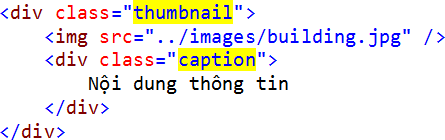 <div class="thumbnail">
<img src="../images/building.jpg" />
<div class="caption">
Nội dung thông tin
</div>
</div>